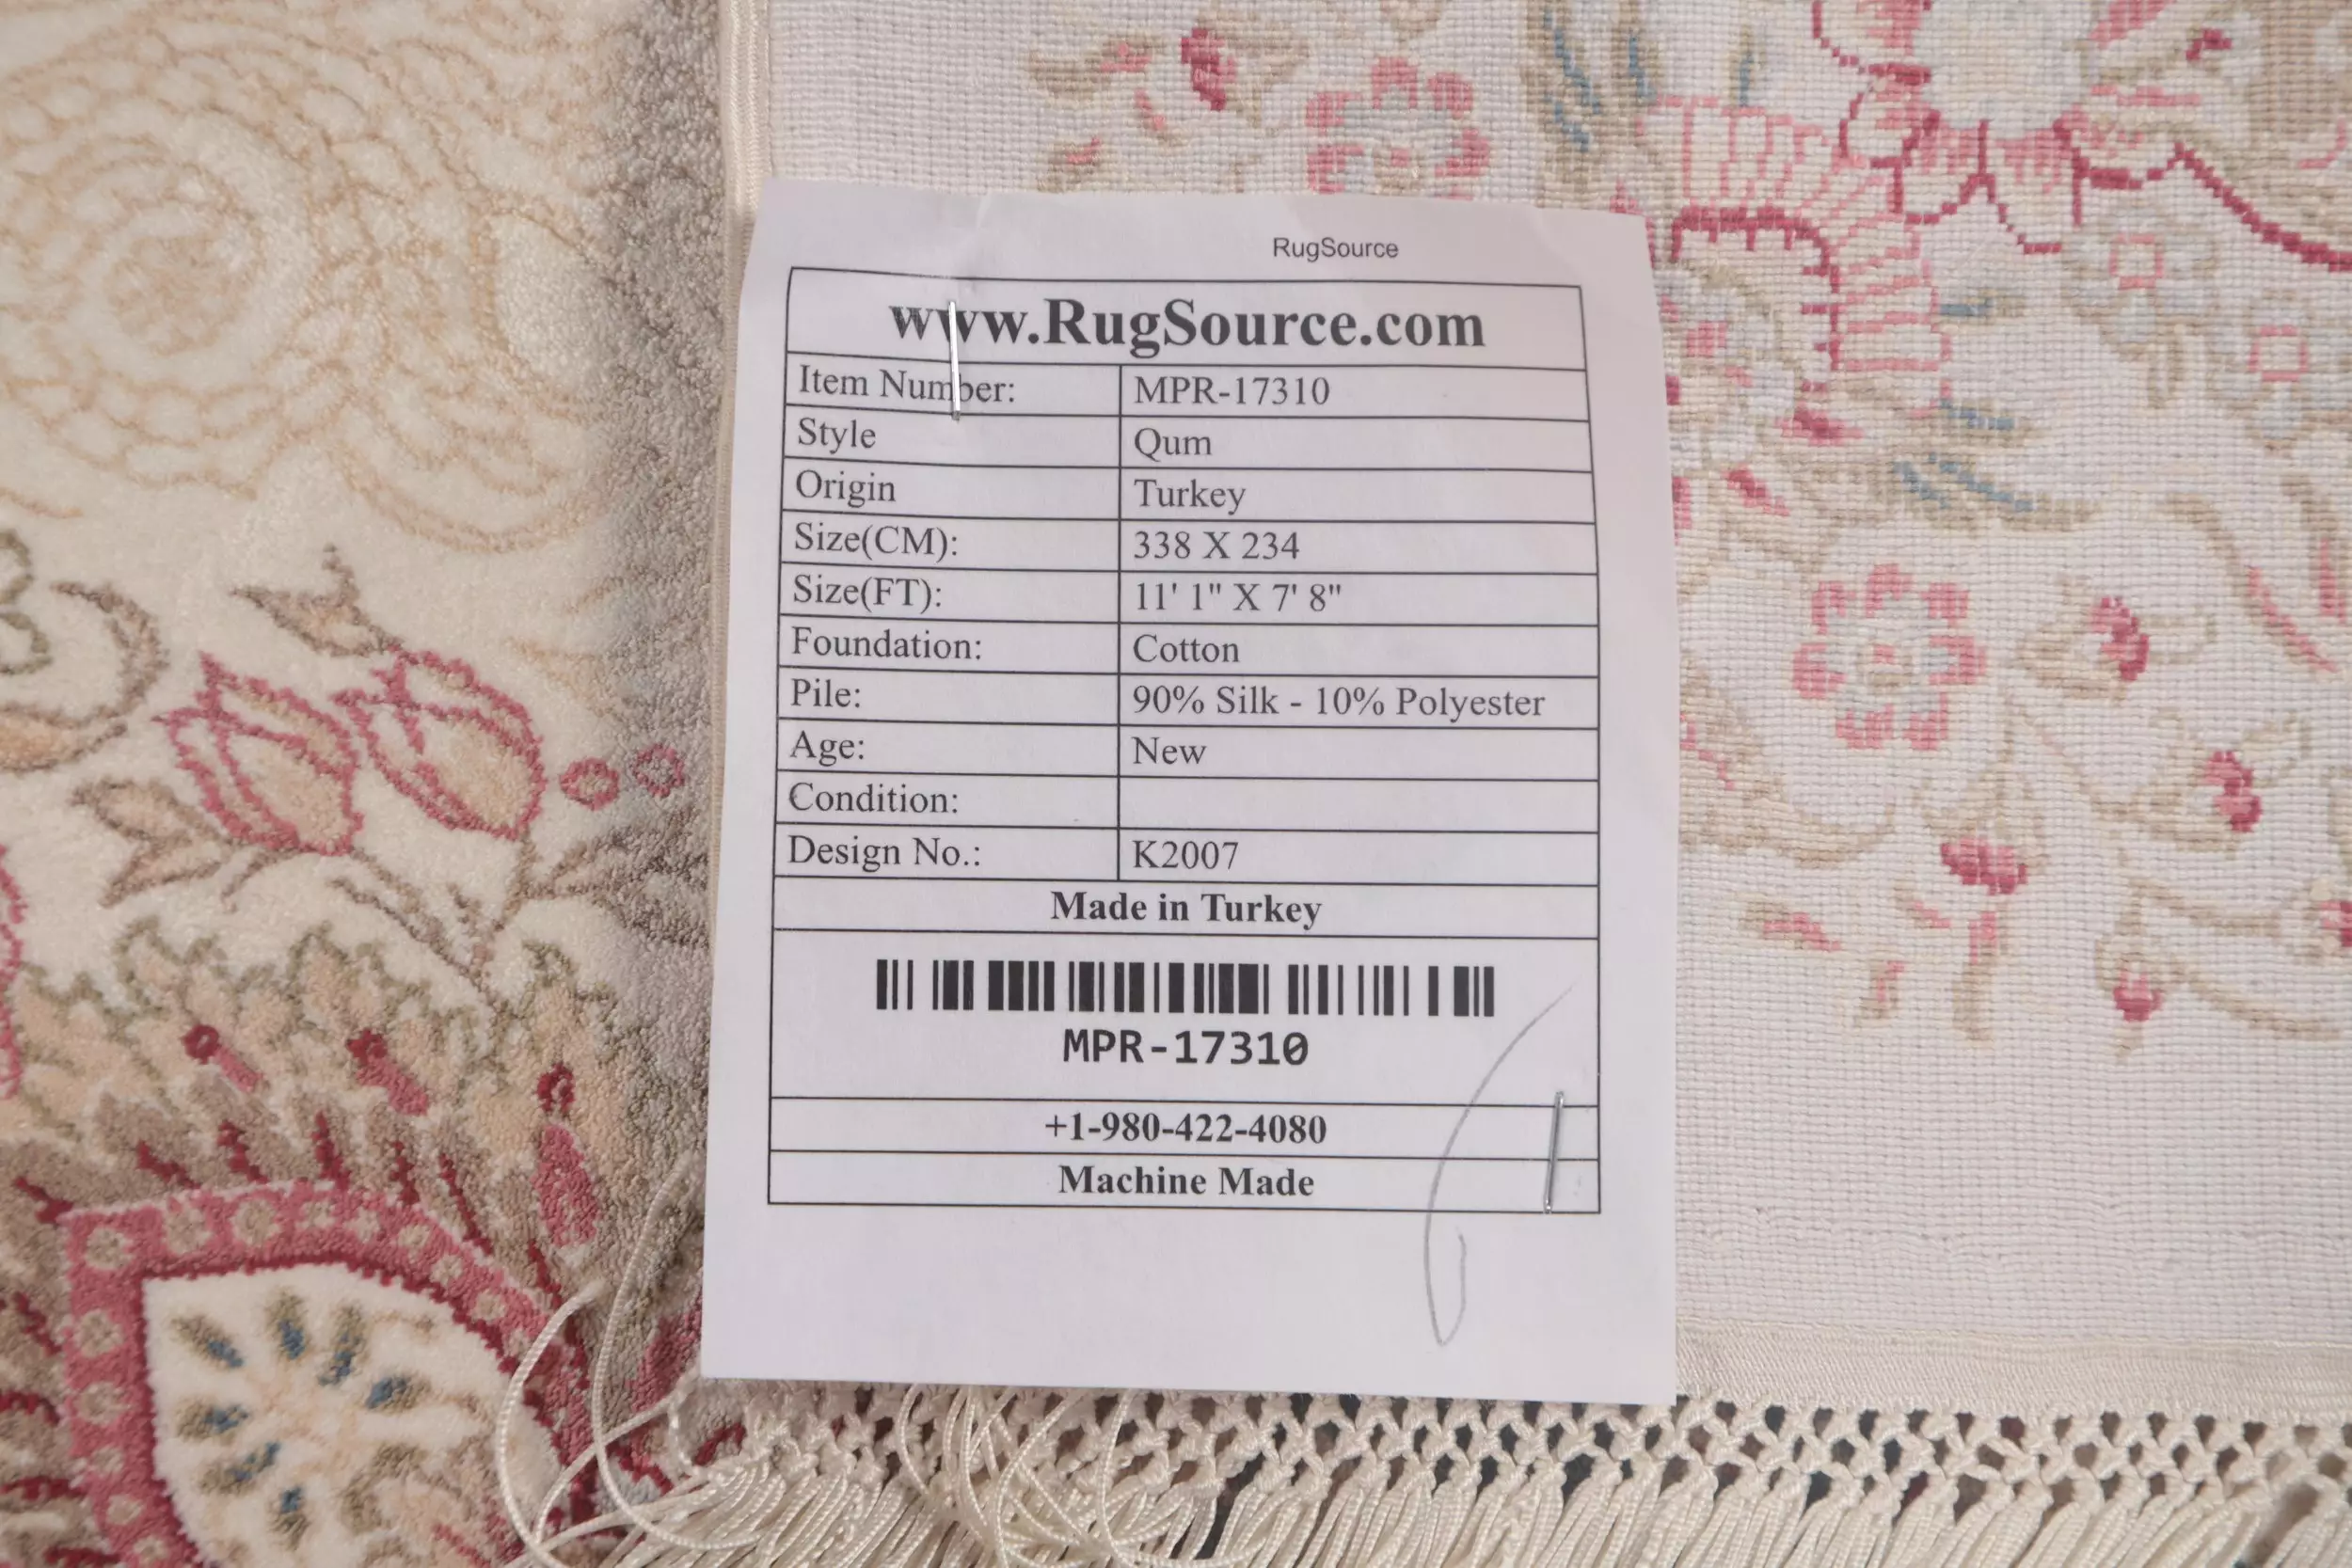 RugSource
www.RugSource.com
Item Number: MPR-17310
Style Qum
Origin Turkey
Size(CM): 338 X 234
Size(FT): 11' 1" X 7' 8"
Foundation: Cotton
Pile: 90% Silk - 10% Polyester
Age: New
Condition:
Design No.: K2007
Made in Turkey
MPR-17310
+1-980-422-4080
Machine Made